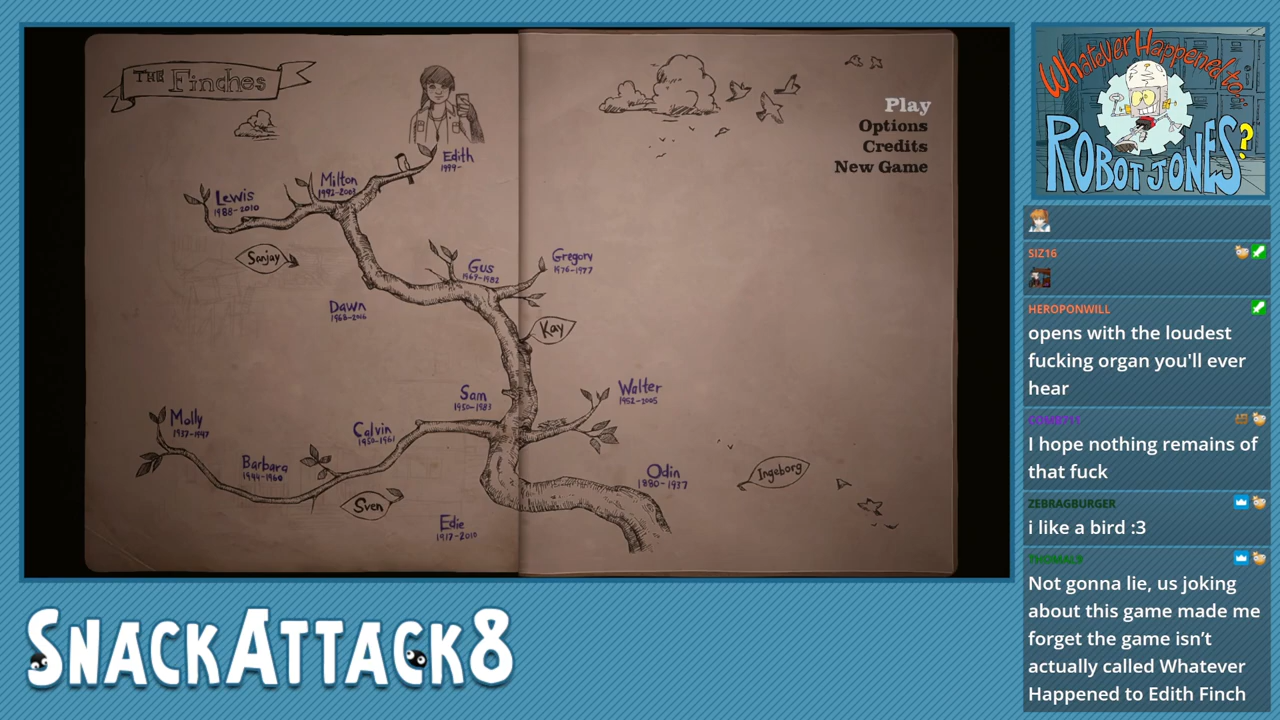 THE Finches
Play
Options
Credits
New Game
Edith
1999-
Milton
1992-2003
Lewis
1988-2010
Sanjay
Gus
1969-1982
Gregory
1976-1977
Dawn
1968-2016
Kay
Sam
1950-1983
Walter
1952-2005
Molly
1937-1947
Calvin
1950-1961
Barbara
1944-1960
Odin
1880-1937
Ingeborg
Sven
Edie
1917-2010
SNACKATTACK8
Whatever Happened to...
ROBOT JONES?
SIZ16
HEROPONWILL
opens with the loudest
fucking organ you'll ever
hear
I hope nothing remains of
that fuck
ZEBRAGBURGER
i like a bird :3
Not gonna lie, us joking
about this game made me
forget the game isn't
actually called Whatever
Happened to Edith Finch